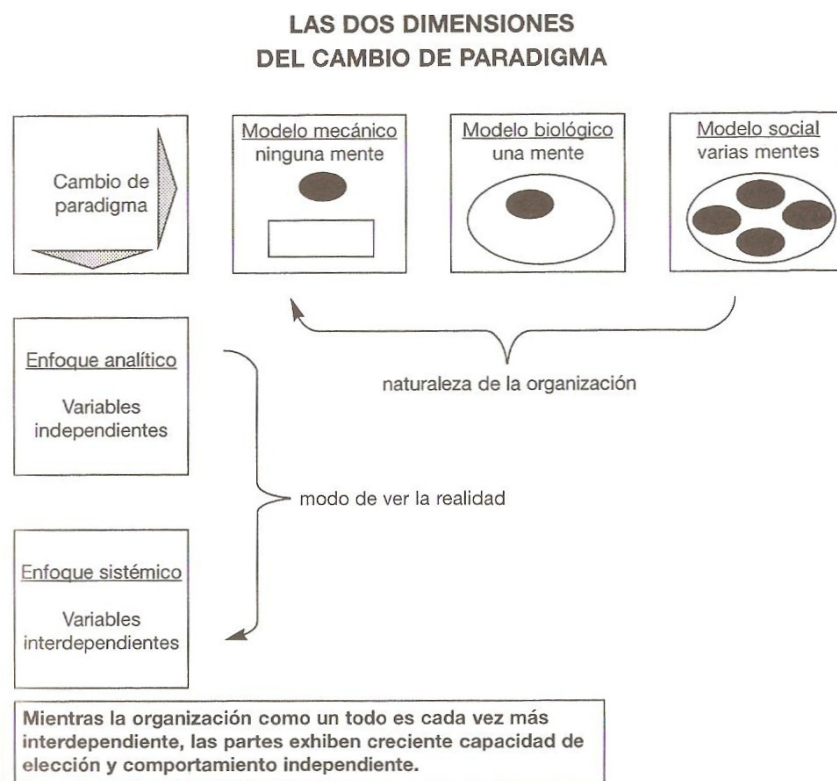 LAS DOS DIMENSIONES
DEL CAMBIO DE PARADIGMA
Cambio de
paradigma
Modelo mecánico
ninguna mente
Modelo biológico
una mente
Modelo social
varias mentes
naturaleza de la organización
Enfoque analítico
Variables
independientes
modo de ver la realidad
Enfoque sistémico
Variables
interdependientes
Mientras la organización como un todo es cada vez más
interdependiente, las partes exhiben creciente capacidad de
elección y comportamiento independiente.